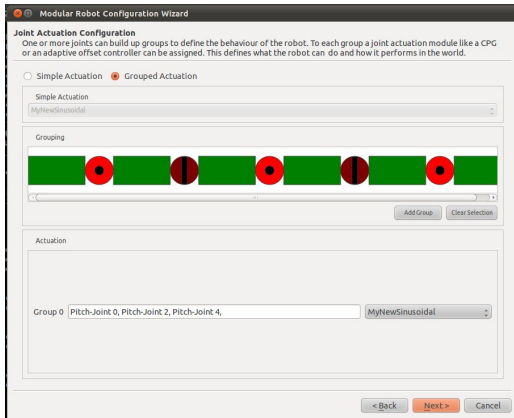 Modular Robot Configuration Wizard
Joint Actuation Configuration
One or more joints can build up groups to define the behaviour of the robot. To each group a joint actuation module like a CPG
or an adaptive offset controller can be assigned. This defines what the robot can do and how it performs in the world.
Simple Actuation Grouped Actuation
Simple Actuation
MyNewSinusoidal
Grouping
Add Group Clear Selection
Actuation
Group 0 Pitch-Joint 0, Pitch-Joint 2, Pitch-Joint 4, MyNewSinusoidal
< Back Next > Cancel